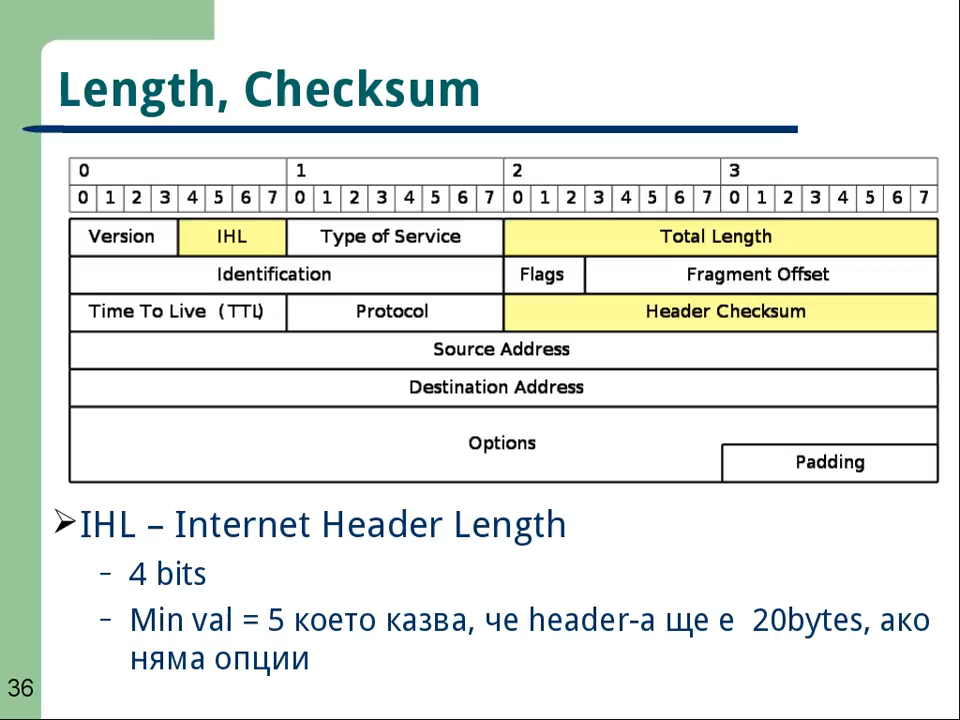 Length, Checksum
0 1 2 3
0 1 2 3 4 5 6 7 0 1 2 3 4 5 6 7 0 1 2 3 4 5 6 7 0 1 2 3 4 5 6 7
Version IHL Type of Service Total Length
Identification Flags Fragment Offset
Time To Live (TTL) Protocol Header Checksum
Source Address
Destination Address
Options
Padding
➢IHL – Internet Header Length
– 4 bits
– Min val = 5 което казва, че header-а ще е 20bytes, ако
няма опции
36